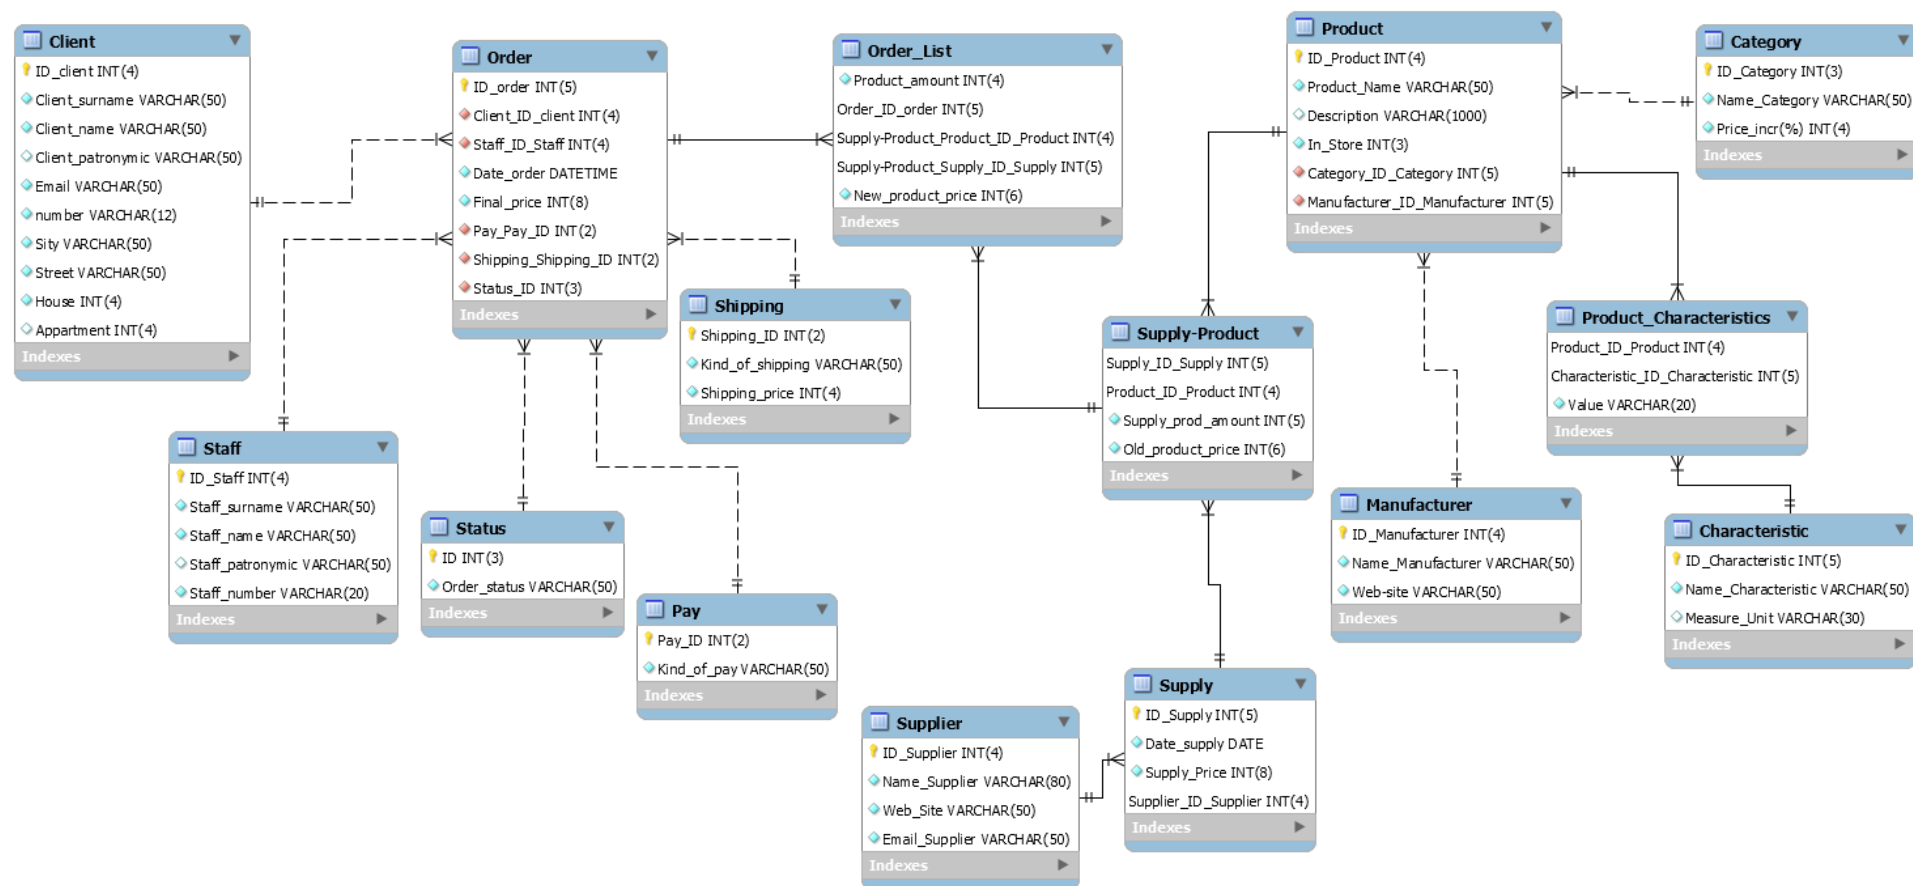 Client
ID_client INT(4)
Client_surname VARCHAR(50)
Client_name VARCHAR(50)
Client_patronymic VARCHAR(50)
Email VARCHAR(50)
number VARCHAR(12)
Sity VARCHAR(50)
Street VARCHAR(50)
House INT(4)
Appartment INT(4)
Indexes
Order
ID_order INT(5)
Client_ID_client INT(4)
Staff_ID_Staff INT(4)
Date_order DATETIME
Final_price INT(8)
Pay_Pay_ID INT(2)
Shipping_Shipping_ID INT(2)
Status_ID INT(3)
Indexes
Order_List
Product_amount INT(4)
Order_ID_order INT(5)
Supply-Product_Product_ID_Product INT(4)
Supply-Product_Supply_ID_Supply INT(5)
New_product_price INT(6)
Indexes
Product
ID_Product INT(4)
Product_Name VARCHAR(50)
Description VARCHAR(1000)
In_Store INT(3)
Category_ID_Category INT(5)
Manufacturer_ID_Manufacturer INT(5)
Indexes
Category
ID_Category INT(3)
Name_Category VARCHAR(50)
Price_incr(%) INT(4)
Indexes
Shipping
Shipping_ID INT(2)
Kind_of_shipping VARCHAR(50)
Shipping_price INT(4)
Indexes
Supply-Product
Supply_ID_Supply INT(5)
Product_ID_Product INT(4)
Supply_prod_amount INT(5)
Old_product_price INT(6)
Indexes
Product_Characteristics
Product_ID_Product INT(4)
Characteristic_ID_Characteristic INT(5)
Value VARCHAR(20)
Indexes
Staff
ID_Staff INT(4)
Staff_surname VARCHAR(50)
Staff_name VARCHAR(50)
Staff_patronymic VARCHAR(50)
Staff_number VARCHAR(20)
Indexes
Status
ID INT(3)
Order_status VARCHAR(50)
Indexes
Pay
Pay_ID INT(2)
Kind_of_pay VARCHAR(50)
Indexes
Manufacturer
ID_Manufacturer INT(4)
Name_Manufacturer VARCHAR(50)
Web-site VARCHAR(50)
Indexes
Characteristic
ID_Characteristic INT(5)
Name_Characteristic VARCHAR(50)
Measure_Unit VARCHAR(30)
Indexes
Supplier
ID_Supplier INT(4)
Name_Supplier VARCHAR(80)
Web_Site VARCHAR(50)
Email_Supplier VARCHAR(50)
Indexes
Supply
ID_Supply INT(5)
Date_supply DATE
Supply_Price INT(8)
Supplier_ID_Supplier INT(4)
Indexes